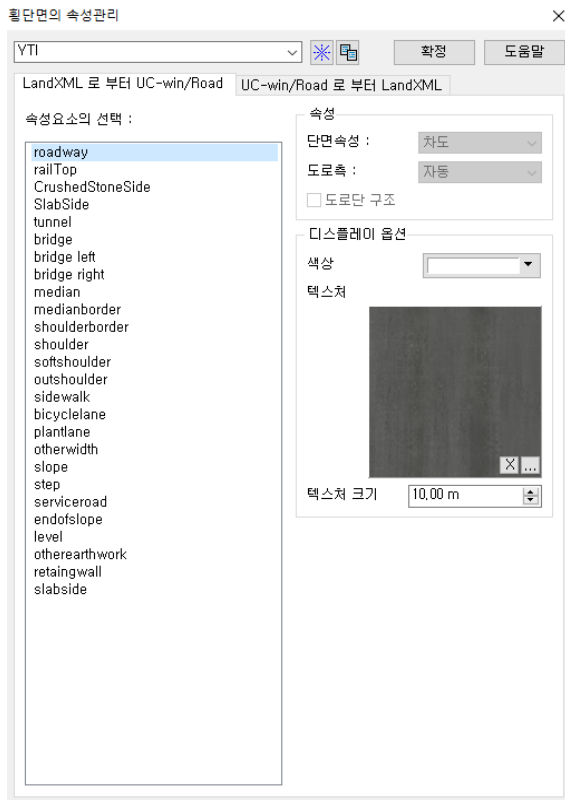 횡단면의 속성관리
YTI
확정
도움말
LandXML 로 부터 UC-win/Road
UC-win/Road 로 부터 LandXML
속성요소의 선택 :
roadway
railTop
CrushedStoneSide
SlabSide
tunnel
bridge
bridge left
bridge right
median
medianborder
shoulderborder
shoulder
softshoulder
outshoulder
sidewalk
bicyclelane
plantlane
otherwidth
slope
step
serviceroad
endofslope
level
otherearthwork
retaingwall
slabside
속성
단면속성 : 차도
도로측 : 자동
도로단 구조
디스플레이 옵션
색상
텍스처
X ...
텍스처 크기 10,00 m